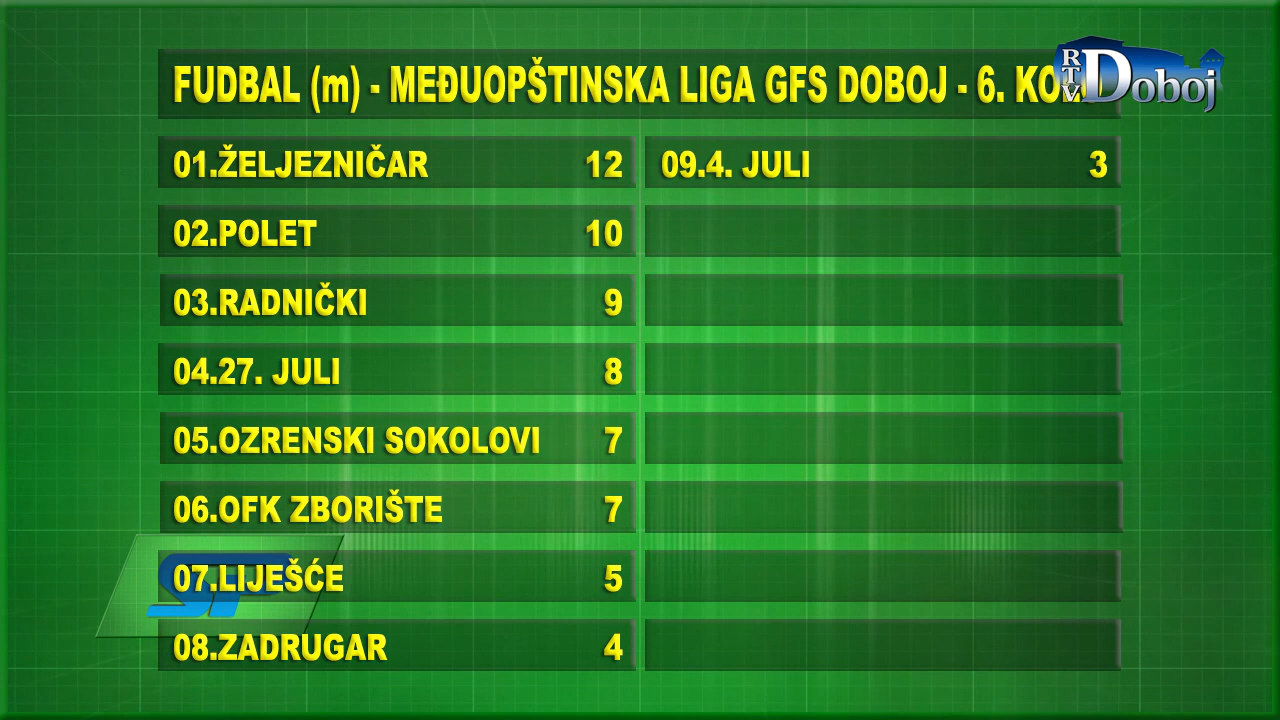 FUDBAL (m) - MEĐUOPŠTINSKA LIGA GFS DOBOJ - 6.
RTV Doboj
01.ŽELJEZNIČAR 12
02.POLET 10
03.RADNIČKI 9
04.27. JULI 8
05.OZRENSKI SOKOLOVI 7
06.OFK ZBORIŠTE 7
07.LIJEŠĆE 5
08.ZADRUGAR 4
09.4. JULI 3